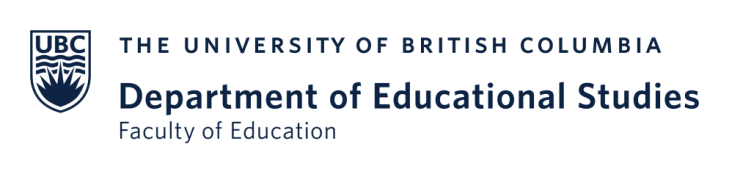 UBC
THE UNIVERSITY OF BRITISH COLUMBIA
Department of Educational Studies
Faculty of Education